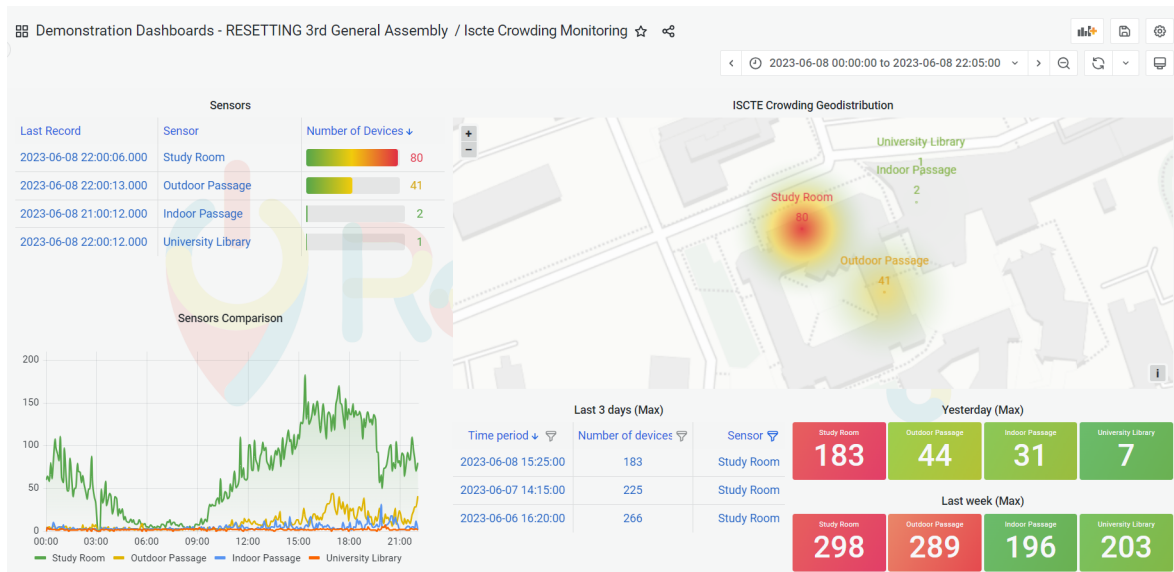 Demonstration Dashboards - RESETTING 3rd General Assembly / Iscte Crowding Monitoring
2023-06-08 00:00:00 to 2023-06-08 22:05:00
Sensors
Last Record Sensor Number of Devices
2023-06-08 22:00:06.000 Study Room 80
2023-06-08 22:00:13.000 Outdoor Passage 41
2023-06-08 21:00:12.000 Indoor Passage 2
2023-06-08 22:00:12.000 University Library 1
Sensors Comparison
200
150
100
50
0
00:00 03:00 06:00 09:00 12:00 15:00 18:00 21:00
Study Room Outdoor Passage Indoor Passage University Library
ISCTE Crowding Geodistribution
+
−
University Library
1
Indoor Passage
2
Study Room
80
Outdoor Passage
41
i
Last 3 days (Max)
Time period Number of devices Sensor
2023-06-08 15:25:00 183 Study Room
2023-06-07 14:15:00 225 Study Room
2023-06-06 16:20:00 266 Study Room
Yesterday (Max)
Study Room Outdoor Passage Indoor Passage University Library
183 44 31 7
Last week (Max)
Study Room Outdoor Passage Indoor Passage University Library
298 289 196 203